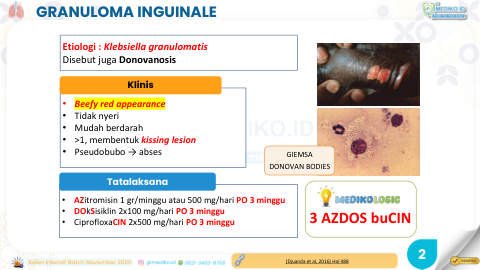 GRANULOMA INGUINALE
MEDIKO.ID
Etiologi : Klebsiella granulomatis
Disebut juga Donovanosis
Klinis
• Beefy red appearance
• Tidak nyeri
• Mudah berdarah
• >1, membentuk kissing lesion
• Pseudobubo → abses
GIEMSA
DONOVAN BODIES
Tatalaksana
• AZitromisin 1 gr/minggu atau 500 mg/hari PO 3 minggu
• DOkSisiklin 2x100 mg/hari PO 3 minggu
• CiprofloxaCIN 2x500 mg/hari PO 3 minggu
MEDIKOLOGIC
3 AZDOS buCIN
2